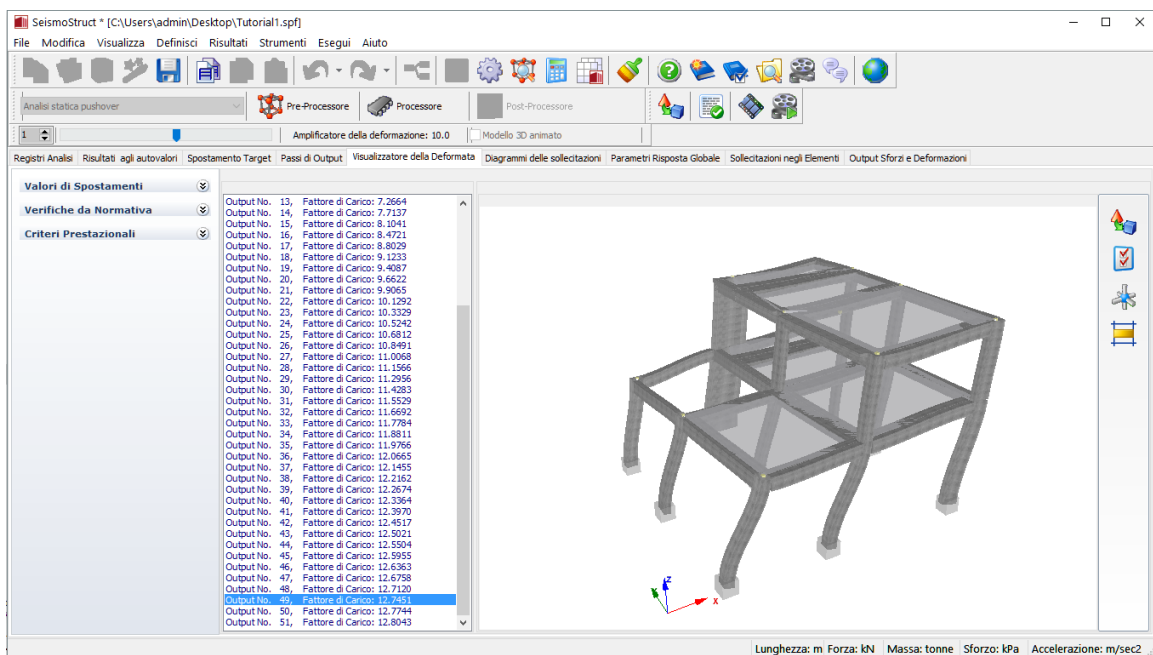 SeismoStruct * [C:\Users\admin\Desktop\Tutorial1.spf]
File Modifica Visualizza Definisci Risultati Strumenti Esegui Aiuto
Analisi statica pushover Pre-Processore Processore Post-Processore
1 Amplificatore della deformazione: 10.0 Modello 3D animato
Registri Analisi Risultati agli autovalori Spostamento Target Passi di Output Visualizzatore della Deformata Diagrammi delle sollecitazioni Parametri Risposta Globale Sollecitazioni negli Elementi Output Sforzi e Deformazioni
Valori di Spostamenti
Verifiche da Normativa
Criteri Prestazionali
Output No. 13, Fattore di Carico: 7.2664
Output No. 14, Fattore di Carico: 7.7137
Output No. 15, Fattore di Carico: 8.1041
Output No. 16, Fattore di Carico: 8.4721
Output No. 17, Fattore di Carico: 8.8029
Output No. 18, Fattore di Carico: 9.1233
Output No. 19, Fattore di Carico: 9.4087
Output No. 20, Fattore di Carico: 9.6622
Output No. 21, Fattore di Carico: 9.9065
Output No. 22, Fattore di Carico: 10.1292
Output No. 23, Fattore di Carico: 10.3329
Output No. 24, Fattore di Carico: 10.5242
Output No. 25, Fattore di Carico: 10.6812
Output No. 26, Fattore di Carico: 10.8491
Output No. 27, Fattore di Carico: 11.0068
Output No. 28, Fattore di Carico: 11.1566
Output No. 29, Fattore di Carico: 11.2956
Output No. 30, Fattore di Carico: 11.4283
Output No. 31, Fattore di Carico: 11.5529
Output No. 32, Fattore di Carico: 11.6692
Output No. 33, Fattore di Carico: 11.7784
Output No. 34, Fattore di Carico: 11.8811
Output No. 35, Fattore di Carico: 11.9766
Output No. 36, Fattore di Carico: 12.0665
Output No. 37, Fattore di Carico: 12.1455
Output No. 38, Fattore di Carico: 12.2162
Output No. 39, Fattore di Carico: 12.2674
Output No. 40, Fattore di Carico: 12.3364
Output No. 41, Fattore di Carico: 12.3970
Output No. 42, Fattore di Carico: 12.4517
Output No. 43, Fattore di Carico: 12.5021
Output No. 44, Fattore di Carico: 12.5504
Output No. 45, Fattore di Carico: 12.5955
Output No. 46, Fattore di Carico: 12.6363
Output No. 47, Fattore di Carico: 12.6758
Output No. 48, Fattore di Carico: 12.7120
Output No. 49, Fattore di Carico: 12.7451
Output No. 50, Fattore di Carico: 12.7744
Output No. 51, Fattore di Carico: 12.8043
Z
Y
X
Lunghezza: m Forza: kN Massa: tonne Sforzo: kPa Accelerazione: m/sec2